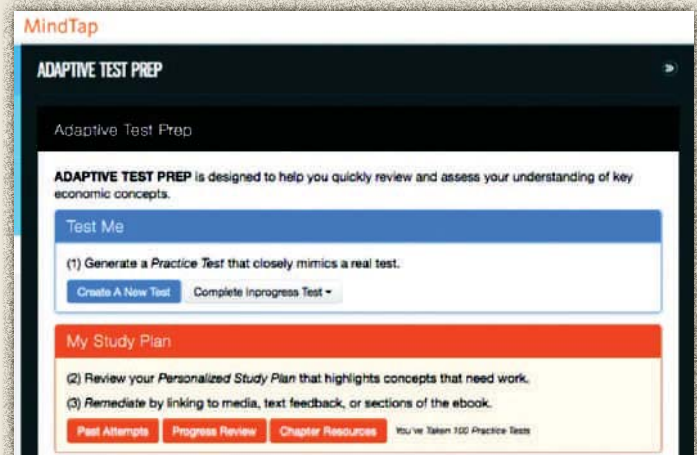 MindTap
ADAPTIVE TEST PREP
Adaptive Test Prep
ADAPTIVE TEST PREP is designed to help you quickly review and assess your understanding of key
economic concepts.
Test Me
(1) Generate a Practice Test that closely mimics a real test.
Create A New Test Complete Inprogress Test
My Study Plan
(2) Review your Personalized Study Plan that highlights concepts that need work.
(3) Remediate by linking to media, text feedback, or sections of the ebook.
Past Attempts Progress Review Chapter Resources You've Taken 100 Practice Tests